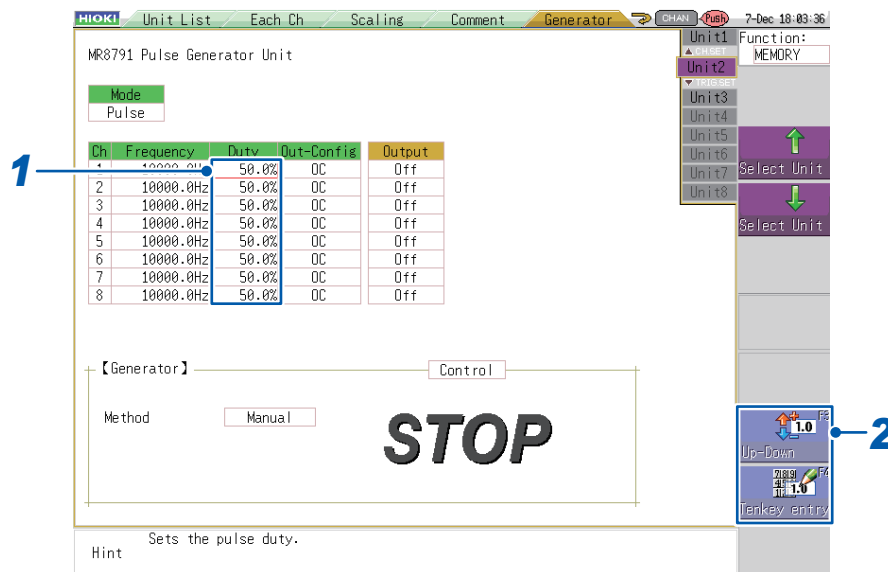 HIOKI Unit List Each Ch Scaling Comment Generator CHAN Push 7-Dec 18:03:36
Unit1 Function:
▲CH.SET MEMORY
MR8791 Pulse Generator Unit Unit2
▼TRIG.SET
Mode Unit3
Pulse Unit4
Unit5
Ch Frequency Duty Out-Config Output Unit6
1 1 10000.0Hz 50.0% OC Off Unit7 Select Unit
2 10000.0Hz 50.0% OC Off Unit8
3 10000.0Hz 50.0% OC Off
4 10000.0Hz 50.0% OC Off Select Unit
5 10000.0Hz 50.0% OC Off
6 10000.0Hz 50.0% OC Off
7 10000.0Hz 50.0% OC Off
8 10000.0Hz 50.0% OC Off
【Generator】 Control
Method Manual
STOP
1.0 2
Up-Down
1.0
Tenkey entry
Sets the pulse duty.
Hint